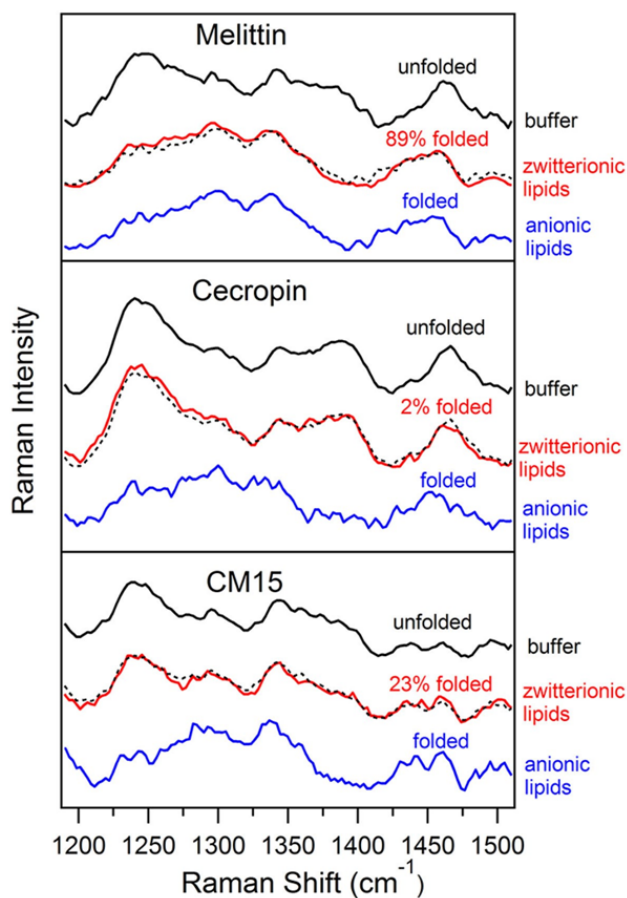 Melittin
unfolded
buffer
89% folded
zwitterionic
lipids
folded
anionic
lipids
Cecropin
unfolded
buffer
2% folded
zwitterionic
lipids
folded
anionic
lipids
CM15
unfolded
buffer
23% folded
zwitterionic
lipids
folded
anionic
lipids
Raman Intensity
1200 1250 1300 1350 1400 1450 1500
Raman Shift (cm⁻¹)